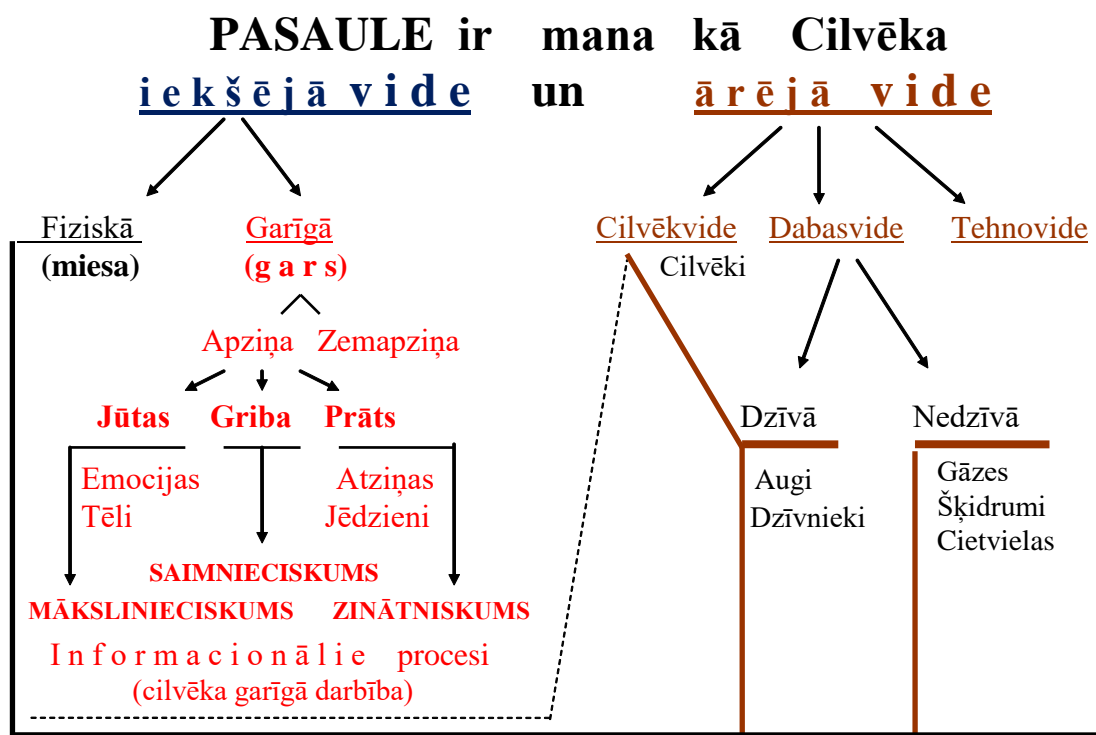 PASAULE ir mana kā Cilvēka
iekšējā vide un ārējā vide
Fiziskā Garīgā Cilvēkvide Dabasvide Tehnovide
(miesa) (gars) Cilvēki
Apziņa Zemapziņa
Jūtas Griba Prāts Dzīvā Nedzīvā
Emocijas Atziņas Augi Gāzes
Tēli Jēdzieni Dzīvnieki Šķidrumi
Cietvielas
SAIMNIECISKUMS
MĀKSLINIECISKUMS ZINĀTNISKUMS
Informacionālie procesi
(cilvēka garīgā darbība)